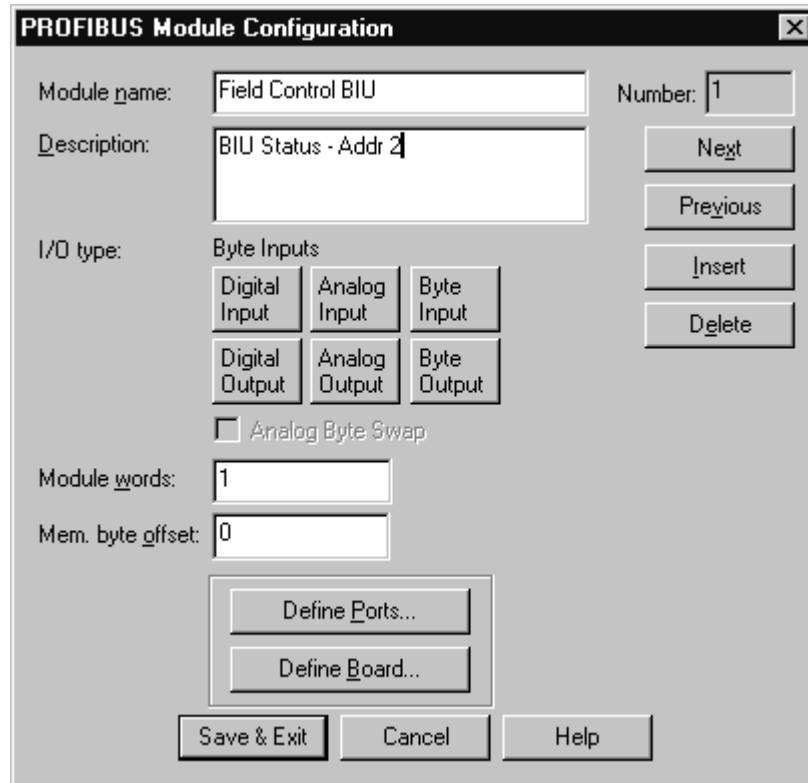 PROFIBUS Module Configuration
Module name: Field Control BIU Number: 1
Description: BIU Status - Addr 2
Next
Previous
I/O type: Byte Inputs
Insert
Digital Input Analog Input Byte Input
Delete
Digital Output Analog Output Byte Output
Analog Byte Swap
Module words: 1
Mem. byte offset: 0
Define Ports...
Define Board...
Save & Exit Cancel Help